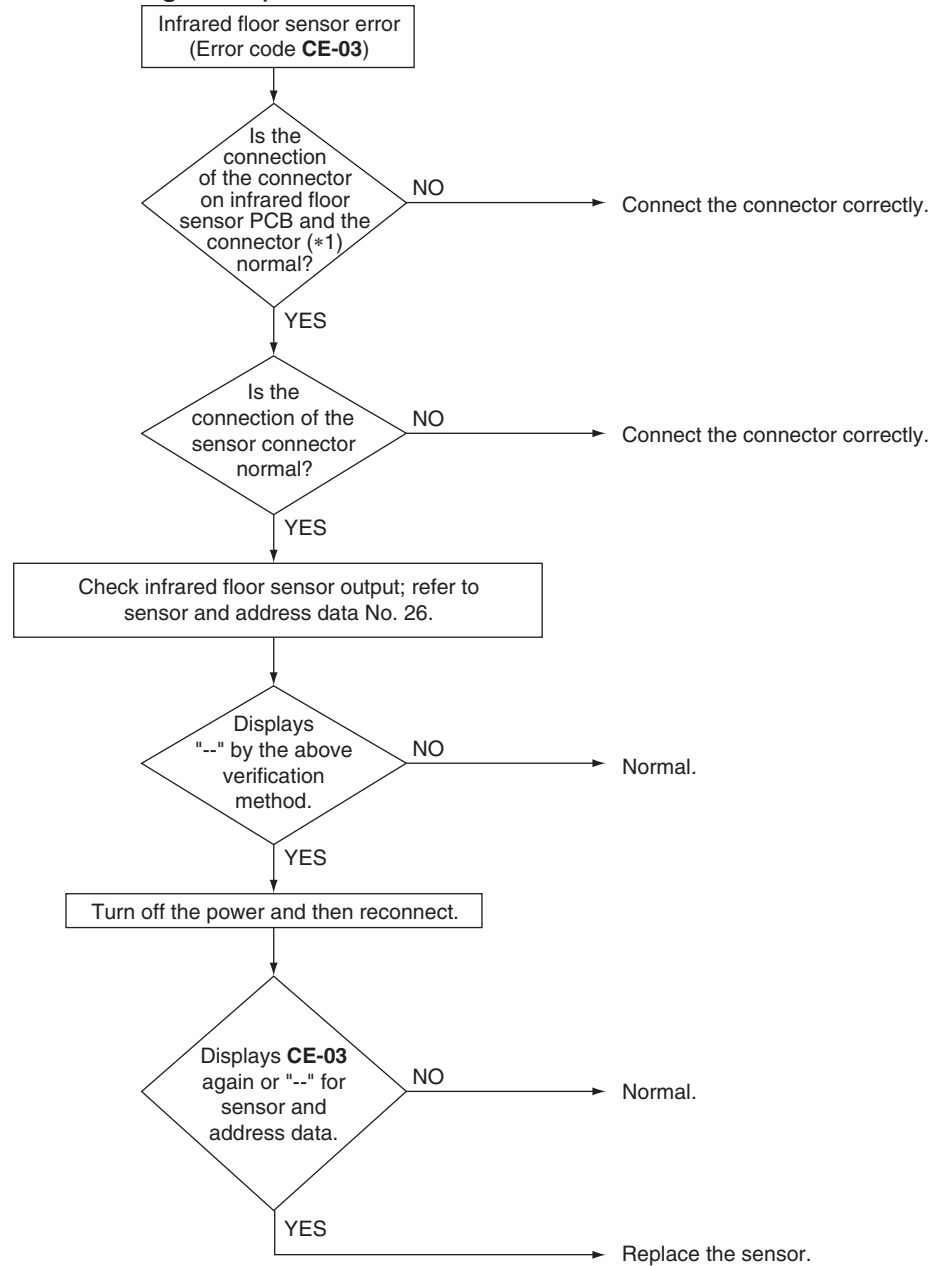 Infrared floor sensor error
(Error code CE-03)
Is the
connection
of the connector
on infrared floor
sensor PCB and the
connector (∗1)
normal?
NO
Connect the connector correctly.
YES
Is the
connection of the
sensor connector
normal?
NO
Connect the connector correctly.
YES
Check infrared floor sensor output; refer to
sensor and address data No. 26.
Displays
"--" by the above
verification
method.
NO
Normal.
YES
Turn off the power and then reconnect.
Displays CE-03
again or "--" for
sensor and
address data.
NO
Normal.
YES
Replace the sensor.